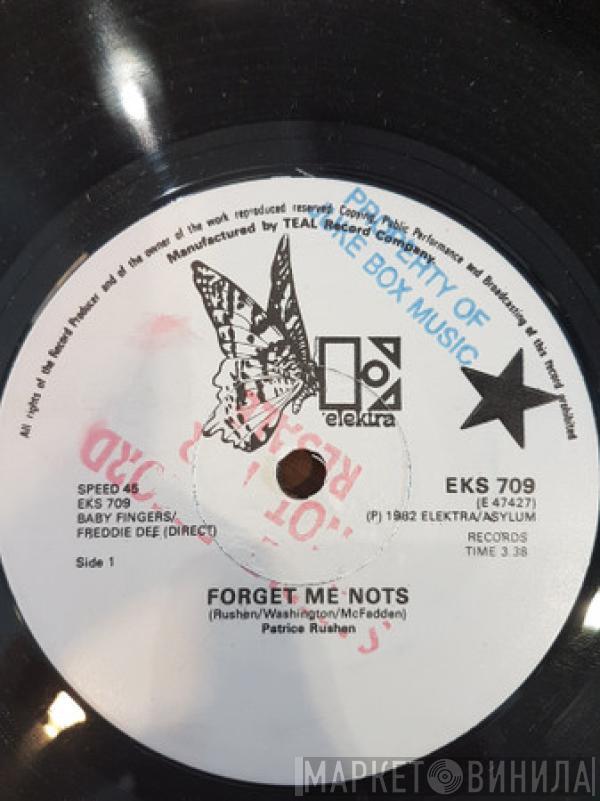 All rights of the Record Producer and of the owner of the work reproduced reserved Copying, Public Performance and Broadcasting of this record prohibited
Manufactured by TEAL Record Company
PROPERTY OF
JUKE BOX MUSIC
elektra
NOT
RESALE
SPEED 45
EKS 709
BABY FINGERS/
FREDDIE DEE (DIRECT)
Side 1
EKS 709
(E 47427)
(P) 1982 ELEKTRA/ASYLUM
RECORDS
TIME 3.38
FORGET ME NOTS
(Rushen/Washington/McFadden)
Patrice Rushen
МАРКЕТ ВИНИЛА